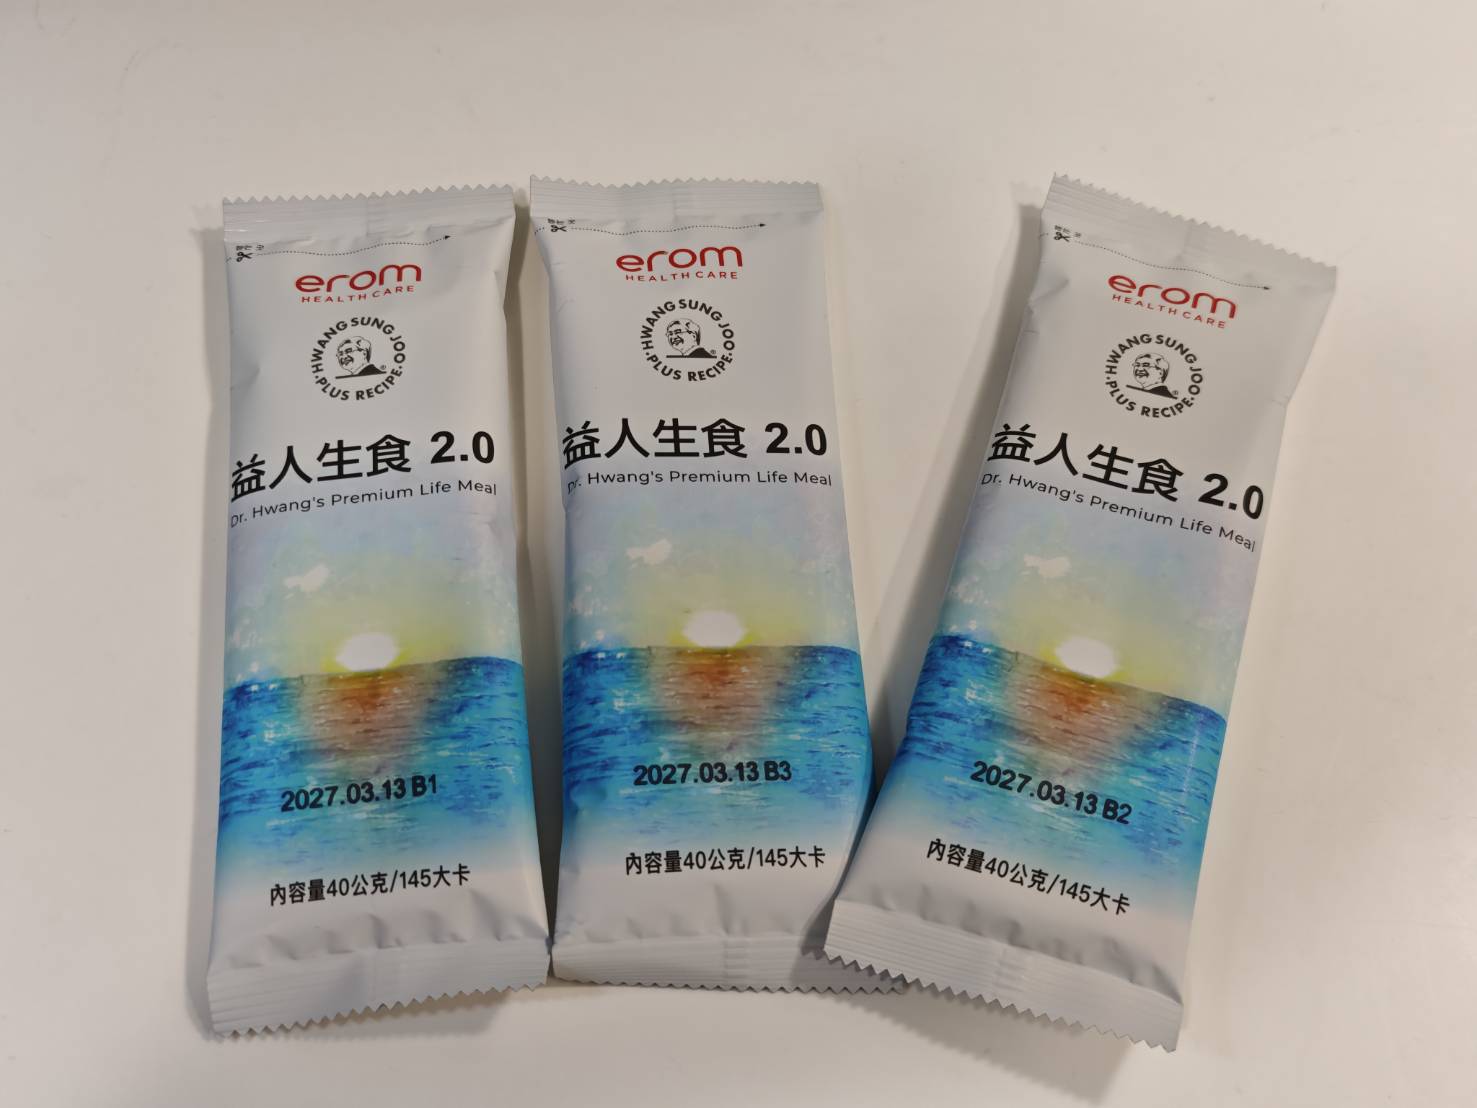 erom
HEALTH CARE
HWANG SUNG JOO
PLUS RECIPE
益人生食 2.0
Dr. Hwang's Premium Life Meal
2027.03.13 B1
內容量40公克/145大卡
erom
HEALTH CARE
HWANG SUNG JOO
PLUS RECIPE
益人生食 2.0
Dr. Hwang's Premium Life Meal
2027.03.13 B3
內容量40公克/145大卡
erom
HEALTH CARE
HWANG SUNG JOO
PLUS RECIPE
益人生食 2.0
Dr. Hwang's Premium Life Meal
2027.03.13 B2
內容量40公克/145大卡